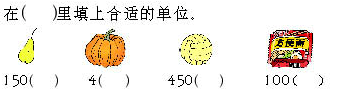 在(　)里填上合适的单位。
150(　) 4(　) 450(　) 100(　)